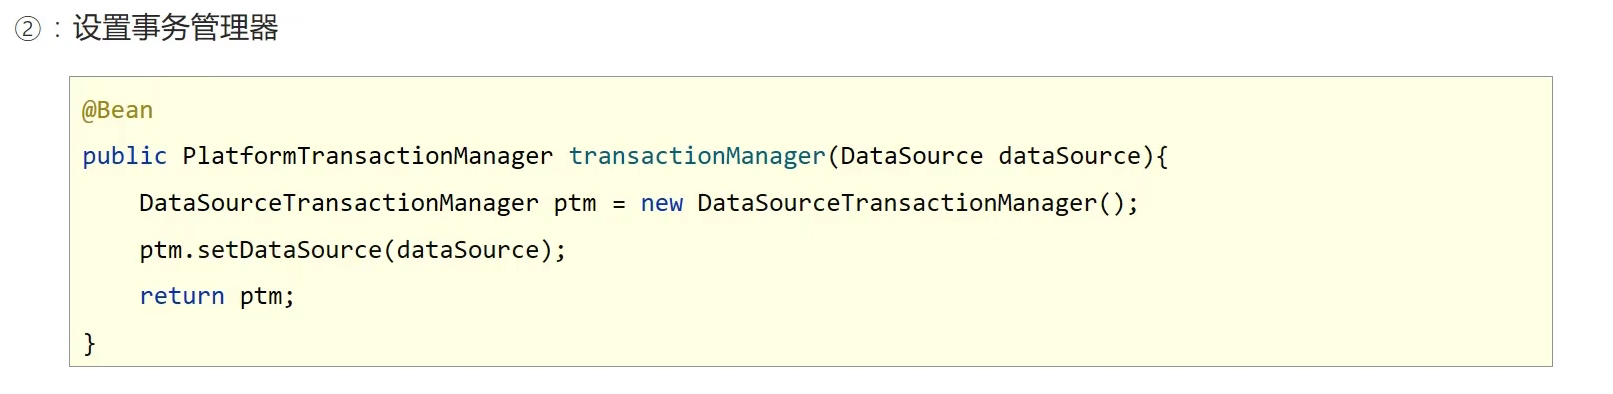 ②：设置事务管理器
@Bean
public PlatformTransactionManager transactionManager(DataSource dataSource){
    DataSourceTransactionManager ptm = new DataSourceTransactionManager();
    ptm.setDataSource(dataSource);
    return ptm;
}